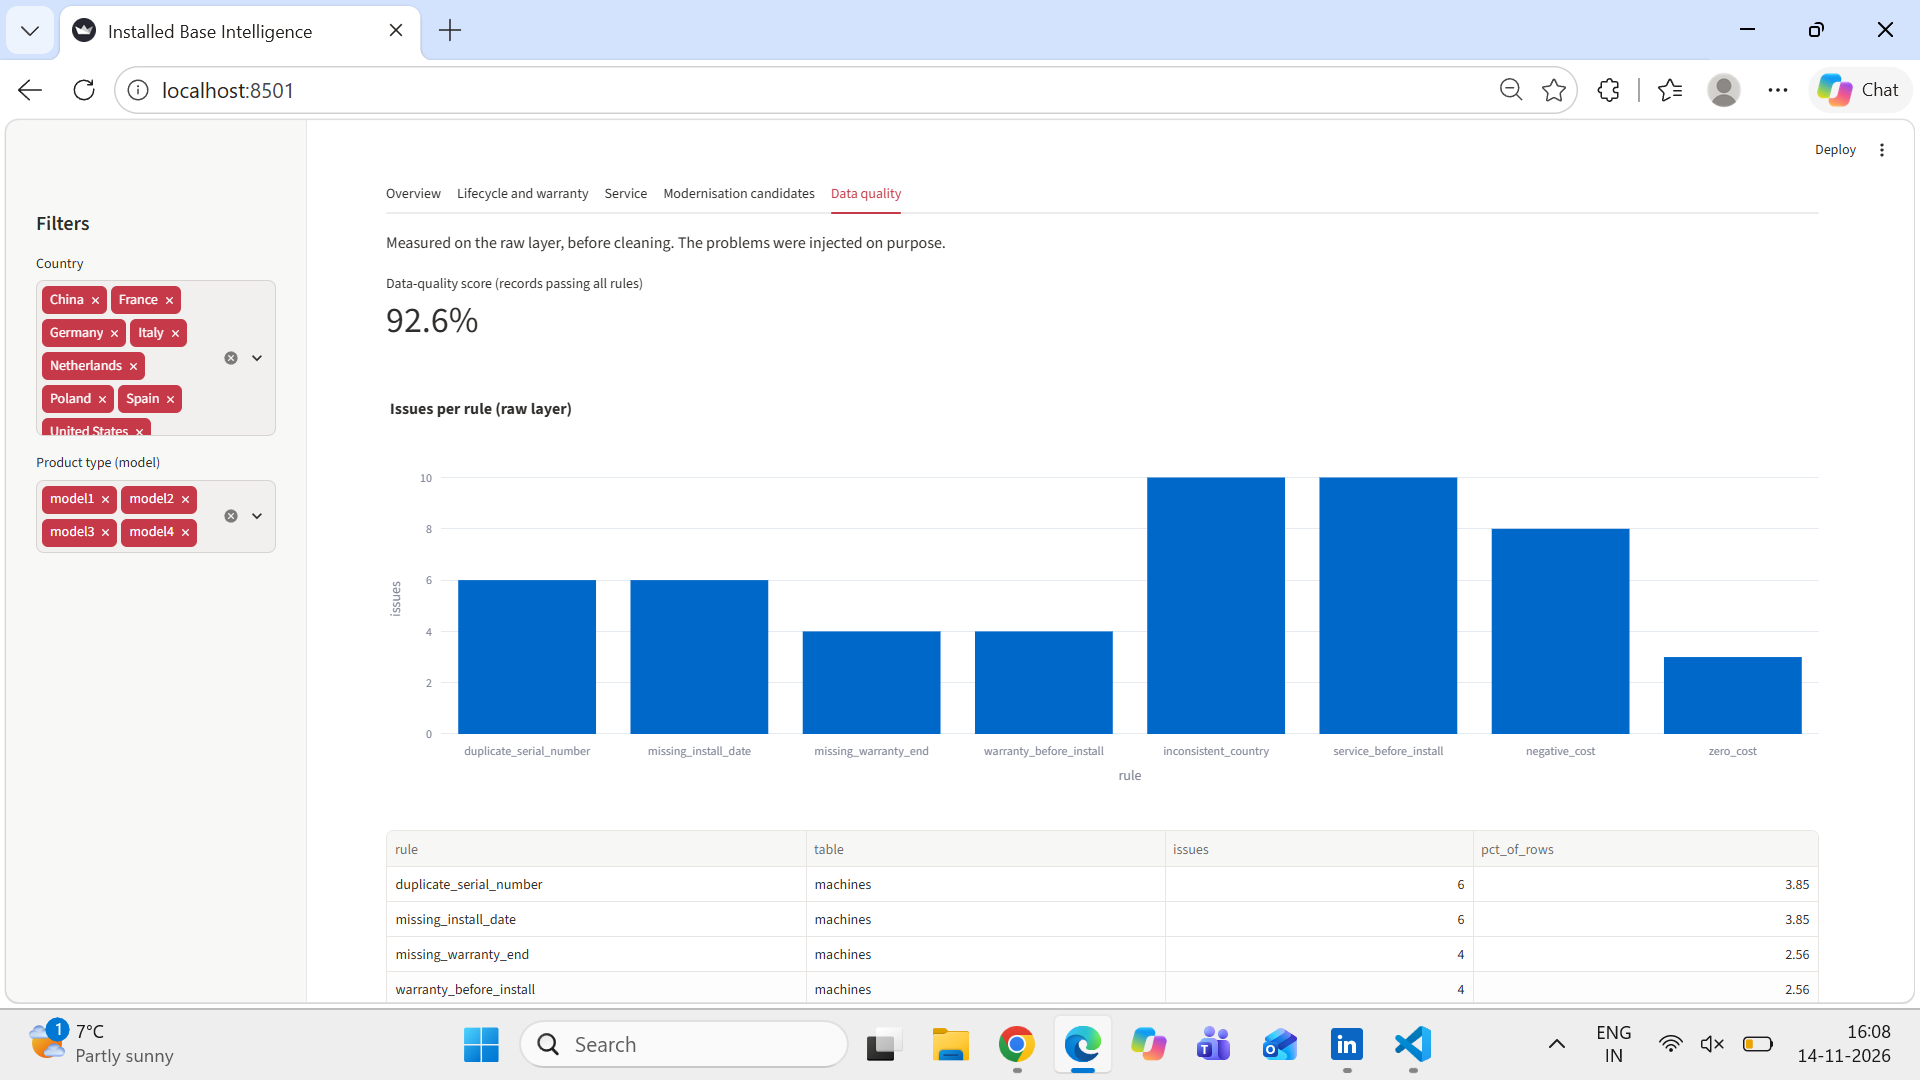 Installed Base Intelligence
localhost:8501
Chat
Deploy
Filters
Country
China
France
Germany
Italy
Netherlands
Poland
Spain
United States
Product type (model)
model1
model2
model3
model4
Overview
Lifecycle and warranty
Service
Modernisation candidates
Data quality
Measured on the raw layer, before cleaning. The problems were injected on purpose.
Data-quality score (records passing all rules)
92.6%
Issues per rule (raw layer)
10
8
6
4
2
0
issues
duplicate_serial_number
missing_install_date
missing_warranty_end
warranty_before_install
inconsistent_country
service_before_install
negative_cost
zero_cost
rule
rule table issues pct_of_rows
duplicate_serial_number machines 6 3.85
missing_install_date machines 6 3.85
missing_warranty_end machines 4 2.56
warranty_before_install machines 4 2.56
1
7°C
Partly sunny
Search
ENG
IN
16:08
14-11-2026